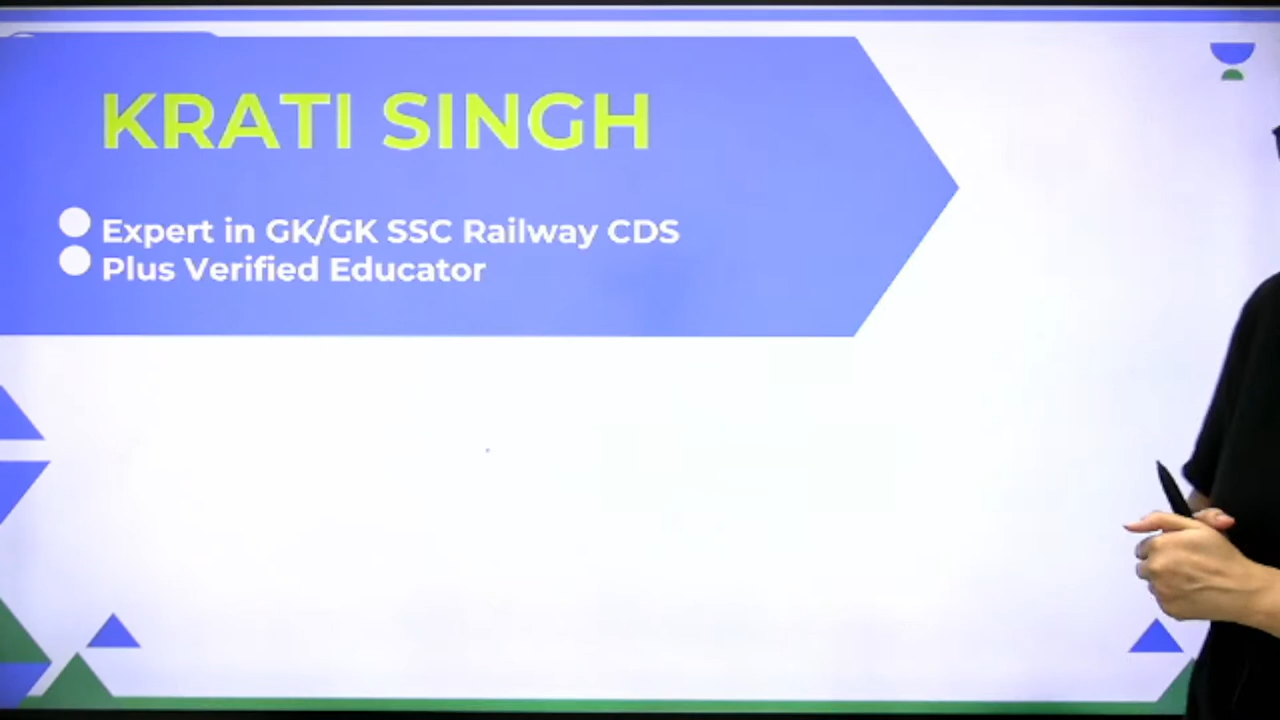 KRATI SINGH
Expert in GK/GK SSC Railway CDS
Plus Verified Educator